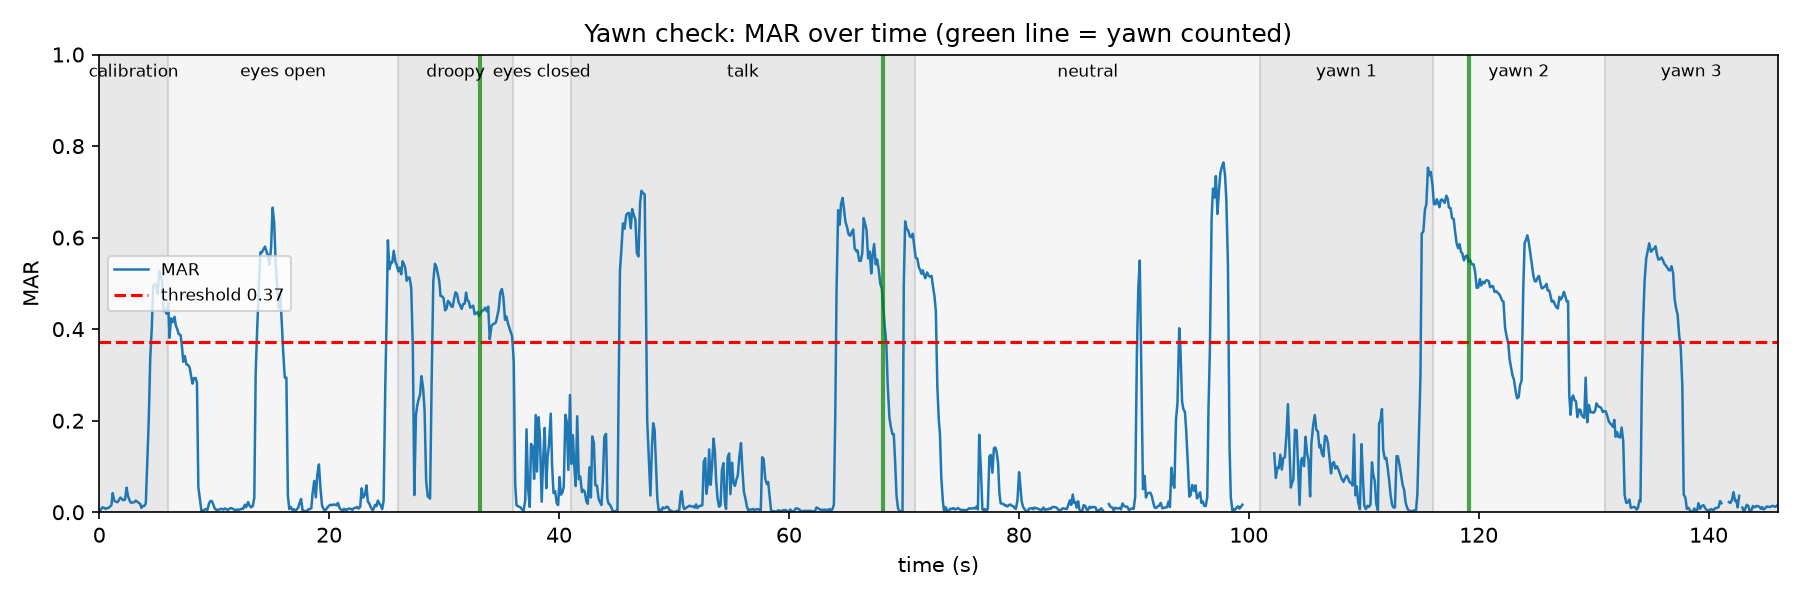 Yawn check: MAR over time (green line = yawn counted)
calibration eyes open droopy eyes closed talk neutral yawn 1 yawn 2 yawn 3
1.0
0.8
0.6
0.4
0.2
0.0
MAR
MAR
threshold 0.37
0 20 40 60 80 100 120 140
time (s)